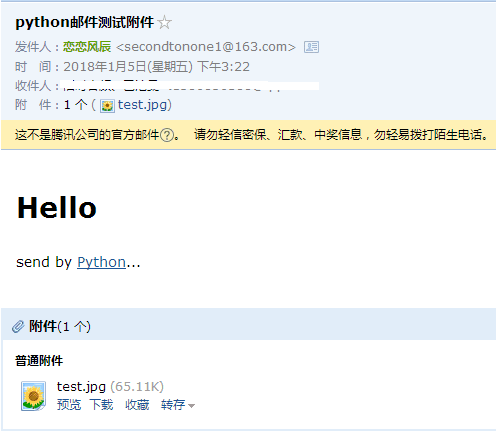 python邮件测试附件☆
发件人：恋恋风辰 <secondtonone1@163.com>
时　间：2018年1月5日(星期五) 下午3:22
收件人：
附　件：1 个 ( test.jpg)
这不是腾讯公司的官方邮件?。 请勿轻信密保、汇款、中奖信息，勿轻易拨打陌生电话。
Hello
send by Python...
附件(1 个)
普通附件
test.jpg (65.11K)
预览 下载 收藏 转存